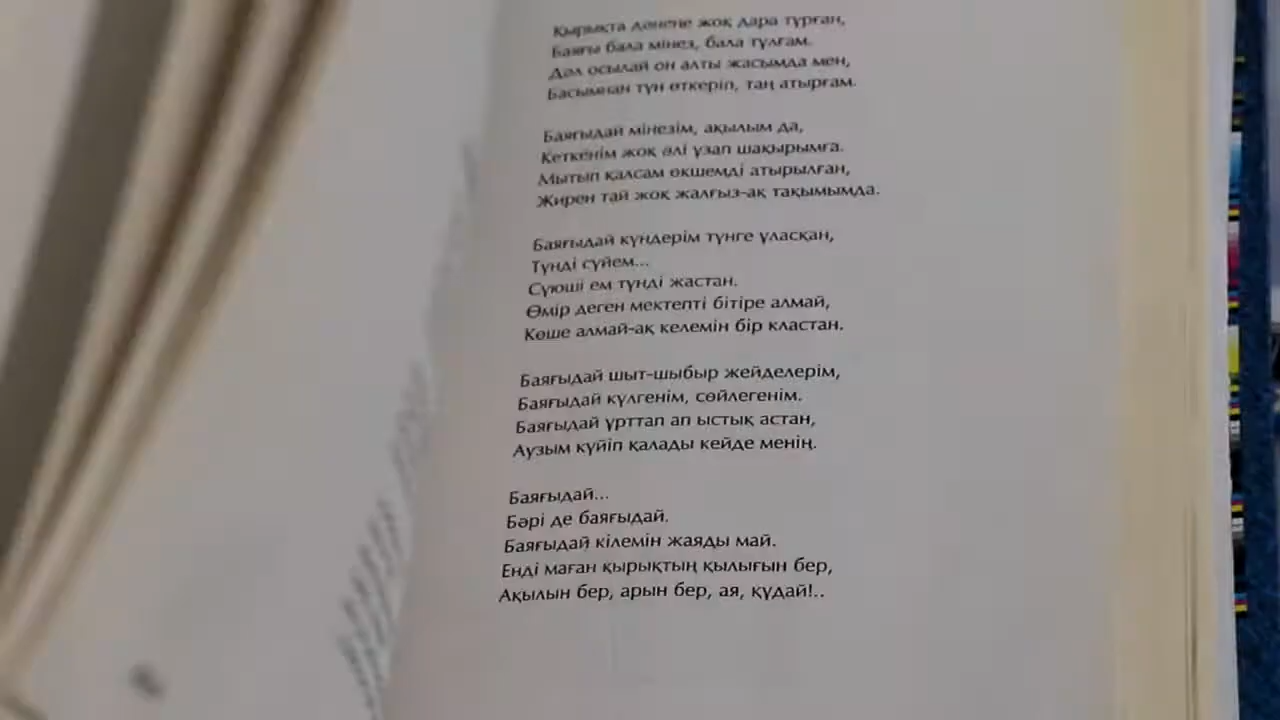 Қырықта дәнеңе жоқ дара тұрған,
Баяғы бала мінез, бала тұлғам.
Дәл осылай он алты жасымда мен,
Басымнан түн өткеріп, таң атырғам.
Баяғыдай мінезім, ақылым да,
Кеткенім жоқ әлі ұзап шақырымға.
Мытып қалсам өкшемді атырылған,
Жирен тай жоқ жалғыз-ақ тақымымда.
Баяғыдай күндерім түнге ұласқан,
Түнді сүйем...
Сүюші ем түнді жастан.
Өмір деген мектепті бітіре алмай,
Көше алмай-ақ келемін бір кластан.
Баяғыдай шыт-шыбыр жейделерім,
Баяғыдай күлгенім, сөйлегенім.
Баяғыдай ұрттап ап ыстық астан,
Аузым күйіп қалады кейде менің.
Баяғыдай...
Бәрі де баяғыдай.
Баяғыдай кілемін жаяды май.
Енді маған қырықтың қылығын бер,
Ақылын бер, арын бер, ая, құдай!..